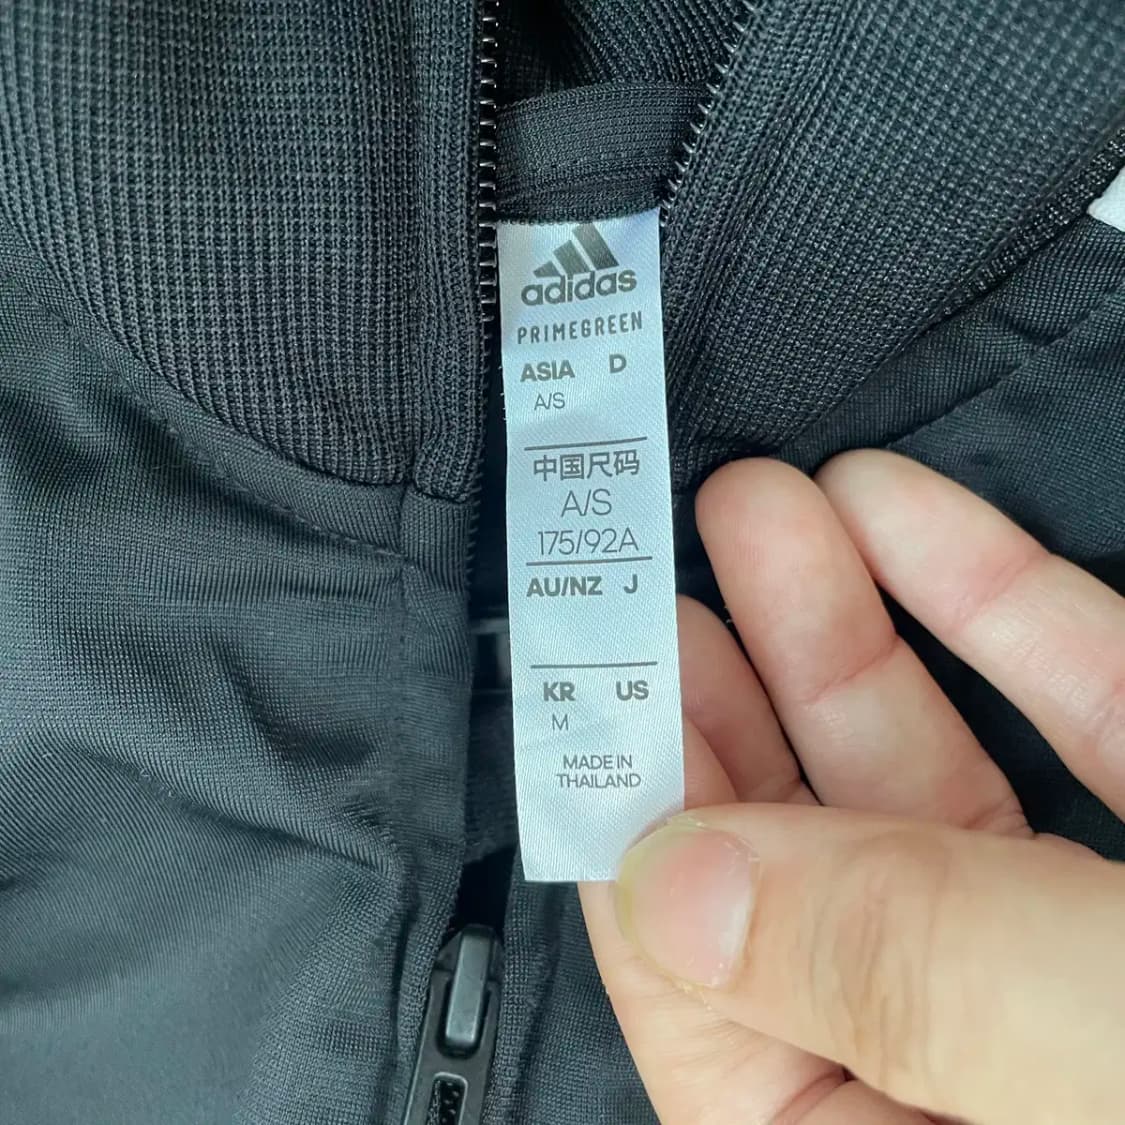 adidas
PRIMEGREEN
ASIA D
A/S
中国尺码
A/S
175/92A
AU/NZ J
KR US
M
MADE IN
THAILAND